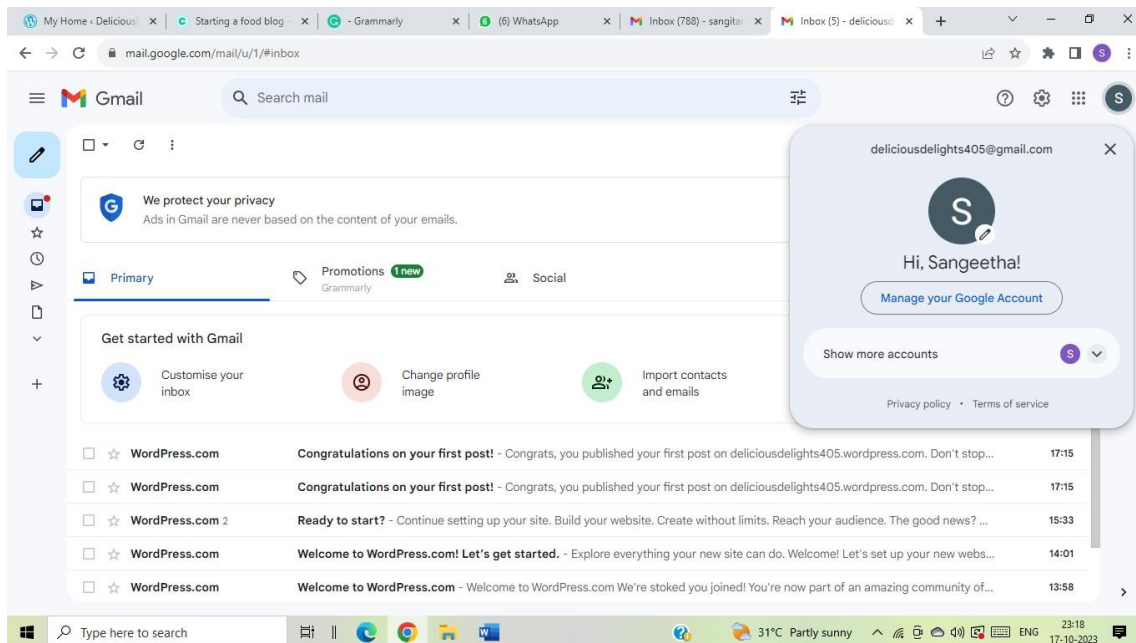 My Home ‹ Delicious
Starting a food blog -
- Grammarly
(6) WhatsApp
Inbox (788) - sangitar
Inbox (5) - deliciousd
mail.google.com/mail/u/1/#inbox
S
Gmail
Search mail
S
deliciousdelights405@gmail.com
We protect your privacy
Ads in Gmail are never based on the content of your emails.
S
Hi, Sangeetha!
Manage your Google Account
Primary
Promotions 1 new
Grammarly
Social
Show more accounts
S
Privacy policy • Terms of service
Get started with Gmail
Customise your
inbox
Change profile
image
Import contacts
and emails
WordPress.com Congratulations on your first post! - Congrats, you published your first post on deliciousdelights405.wordpress.com. Don't stop... 17:15
WordPress.com Congratulations on your first post! - Congrats, you published your first post on deliciousdelights405.wordpress.com. Don't stop... 17:15
WordPress.com 2 Ready to start? - Continue setting up your site. Build your website. Create without limits. Reach your audience. The good news? ... 15:33
WordPress.com Welcome to WordPress.com! Let's get started. - Explore everything your new site can do. Welcome! Let's set up your new webs... 14:01
WordPress.com Welcome to WordPress.com - Welcome to WordPress.com We're stoked you joined! You're now part of an amazing community of... 13:58
Type here to search
31°C Partly sunny
ENG
23:18
17-10-2023